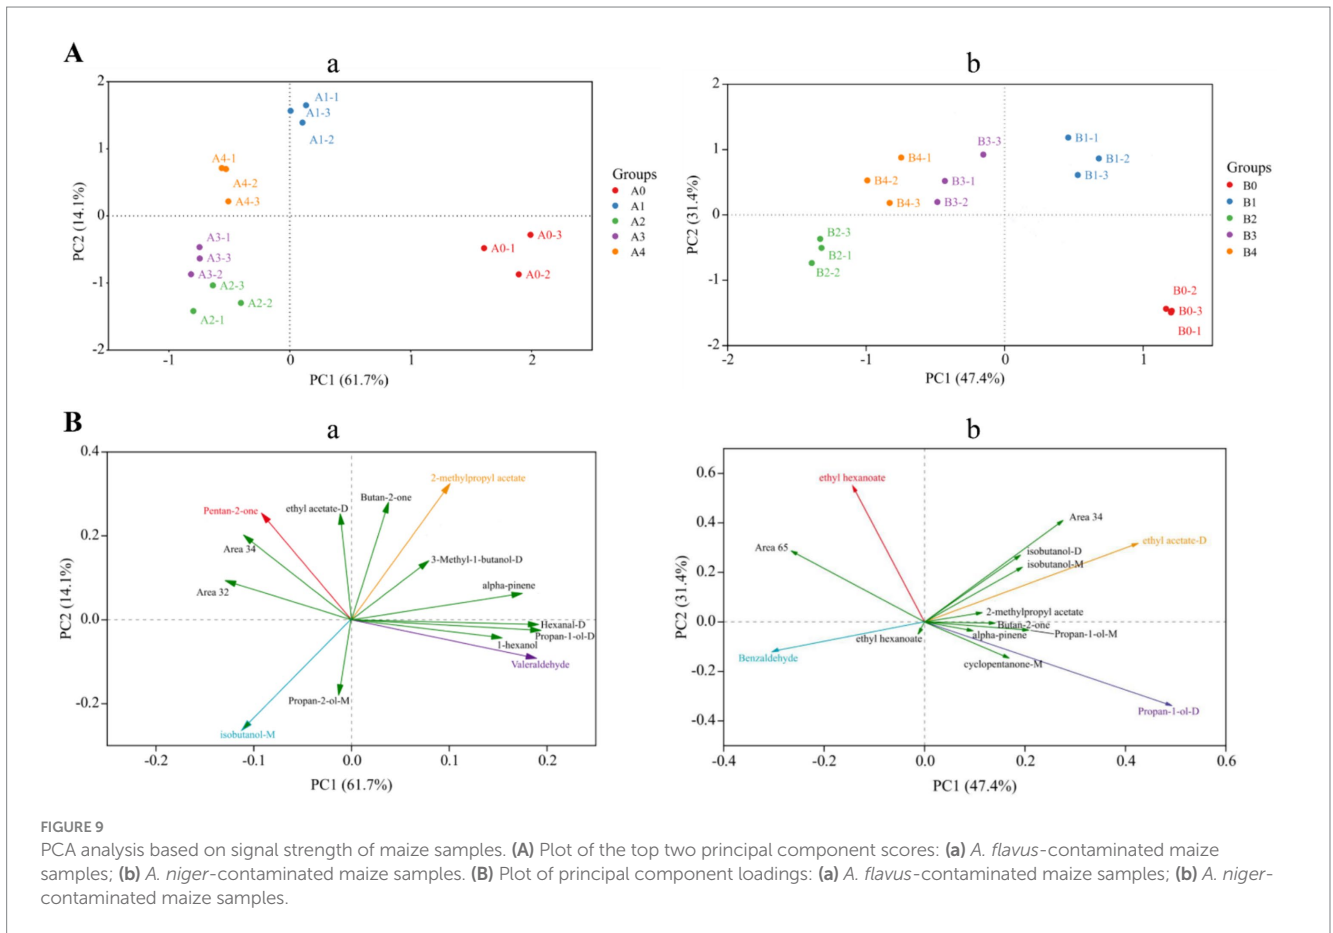 A
a
2
1
0
-1
-2
-1
0
1
2
PC2 (14.1%)
PC1 (61.7%)
A1-1
A1-3
A1-2
A4-1
A4-2
A4-3
A3-1
A3-3
A3-2
A2-3
A2-2
A2-1
A0-3
A0-1
A0-2
Groups
A0
A1
A2
A3
A4
b
2
1
0
-1
-2
-2
-1
0
1
PC2 (31.4%)
PC1 (47.4%)
B3-3
B1-1
B4-1
B1-2
B4-2
B3-1
B1-3
B4-3
B3-2
B2-3
B2-1
B2-2
B0-2
B0-3
B0-1
Groups
B0
B1
B2
B3
B4
B
a
0.4
0.2
0.0
-0.2
-0.2
-0.1
0.0
0.1
0.2
PC2 (14.1%)
PC1 (61.7%)
2-methylpropyl acetate
Butan-2-one
Pentan-2-one
ethyl acetate-D
Area 34
3-Methyl-1-butanol-D
Area 32
alpha-pinene
Hexanal-D
Propan-1-ol-D
1-hexanol
Valeraldehyde
Propan-2-ol-M
isobutanol-M
b
0.6
0.4
0.2
0.0
-0.2
-0.4
-0.4
-0.2
0.0
0.2
0.4
0.6
PC2 (31.4%)
PC1 (47.4%)
ethyl hexanoate
Area 34
Area 65
ethyl acetate-D
isobutanol-D
isobutanol-M
2-methylpropyl acetate
Butan-2-one
ethyl hexanoate
alpha-pinene
Propan-1-ol-M
Benzaldehyde
cyclopentanone-M
Propan-1-ol-D
FIGURE 9
PCA analysis based on signal strength of maize samples. (A) Plot of the top two principal component scores: (a) A. flavus-contaminated maize
samples; (b) A. niger-contaminated maize samples. (B) Plot of principal component loadings: (a) A. flavus-contaminated maize samples; (b) A. niger-
contaminated maize samples.